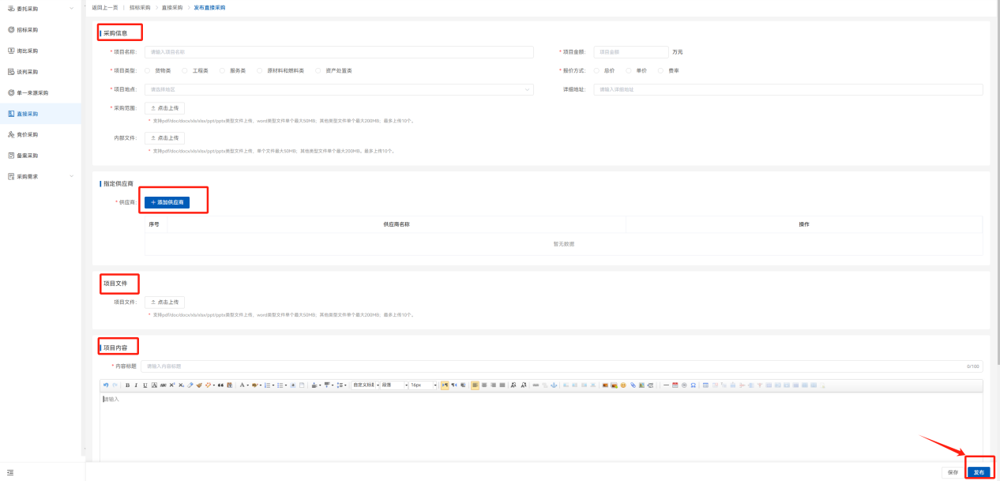 委托采购
招标采购
询比采购
谈判采购
单一来源采购
直接采购
竞价采购
备案采购
采购需求
返回上一页 | 招标采购 > 直接采购 > 发布直接采购
采购信息
* 项目名称: 请输入项目名称
* 项目金额: 项目金额 万元
* 项目类型: 货物类 工程类 服务类 原材料和燃料类 资产处置类
* 报价方式: 总价 单价 费率
* 项目地点: 请选择地区
详细地址: 请输入详细地址
* 采购范围: 点击上传
* 支持pdf/doc/docx/xls/xlsx/ppt/pptx类型文件上传，word类型文件单个最大50MB；其他类型文件单个最大200MB；最多上传10个。
内部文件: 点击上传
* 支持pdf/doc/docx/xls/xlsx/ppt/pptx类型文件上传，单个文件最大50MB；其他类型文件单个最大200MB。最多上传10个。
指定供应商
* 供应商: + 添加供应商
序号 供应商名称 操作
暂无数据
项目文件
项目文件: 点击上传
* 支持pdf/doc/docx/xls/xlsx/ppt/pptx类型文件上传，word类型文件单个最大50MB；其他类型文件单个最大200MB；最多上传10个。
项目内容
* 内容标题 请输入内容标题 0/100
自定义标题 段落 16px
请输入
保存 发布